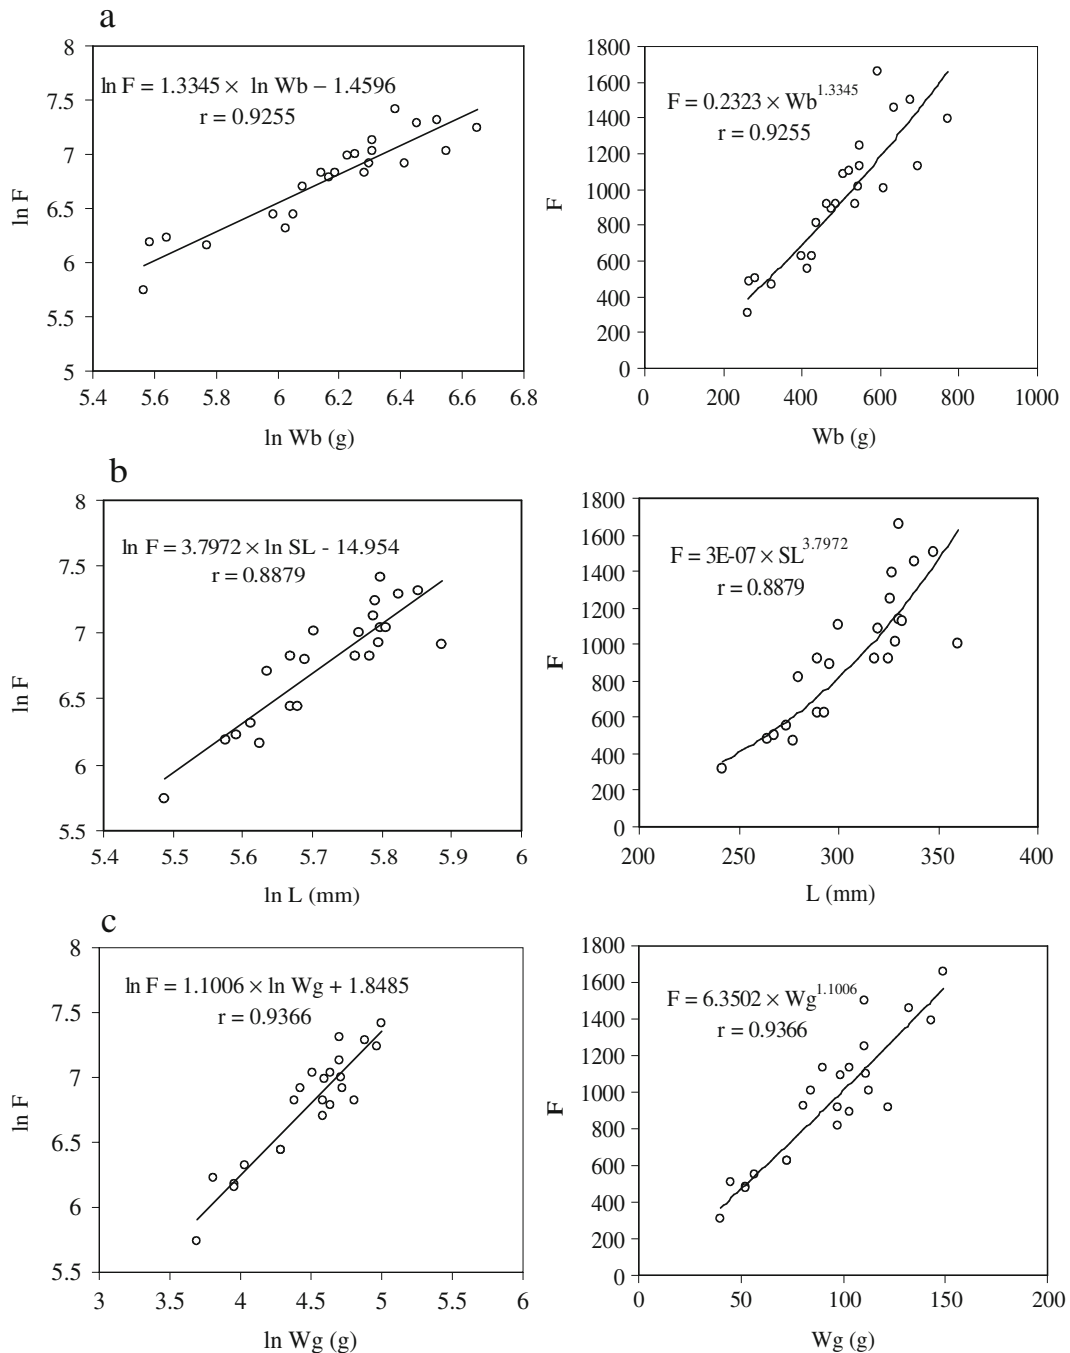 a
8
7.5
7
6.5
6
5.5
5
ln F
ln F = 1.3345 × ln Wb – 1.4596
r = 0.9255
5.4 5.6 5.8 6 6.2 6.4 6.6 6.8
ln Wb (g)
1800
1600
1400
1200
1000
800
600
400
200
0
F
F = 0.2323 × Wb^1.3345
r = 0.9255
0 200 400 600 800 1000
Wb (g)
b
8
7.5
7
6.5
6
5.5
ln F
ln F = 3.7972 × ln SL - 14.954
r = 0.8879
5.4 5.5 5.6 5.7 5.8 5.9 6
ln L (mm)
1800
1600
1400
1200
1000
800
600
400
200
0
F
F = 3E-07 × SL^3.7972
r = 0.8879
200 250 300 350 400
L (mm)
c
8
7.5
7
6.5
6
5.5
ln F
ln F = 1.1006 × ln Wg + 1.8485
r = 0.9366
3 3.5 4 4.5 5 5.5 6
ln Wg (g)
1800
1600
1400
1200
1000
800
600
400
200
0
F
F = 6.3502 × Wg^1.1006
r = 0.9366
0 50 100 150 200
Wg (g)